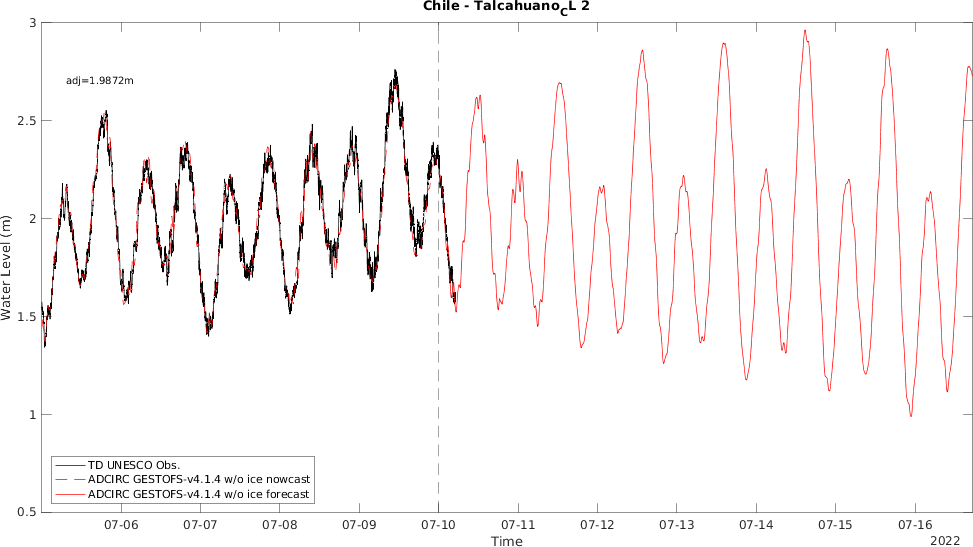 Chile - Talcahuano_CL 2
3
adj=1.9872m
2.5
2
Water Level (m)
1.5
1
TD UNESCO Obs.
ADCIRC GESTOFS-v4.1.4 w/o ice nowcast
ADCIRC GESTOFS-v4.1.4 w/o ice forecast
0.5
07-06 07-07 07-08 07-09 07-10 07-11 07-12 07-13 07-14 07-15 07-16
Time
2022